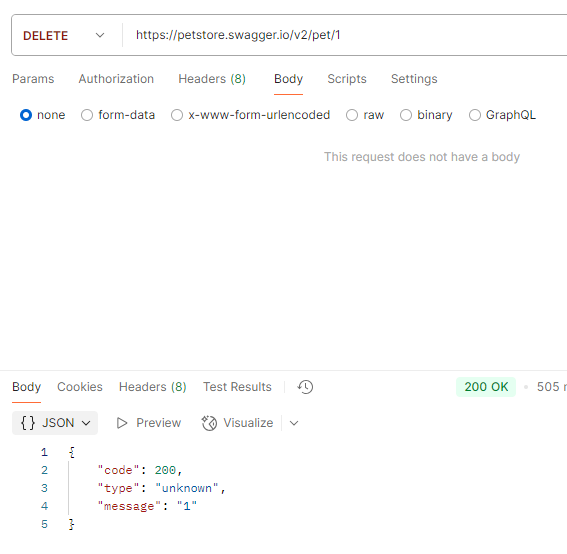 DELETE https://petstore.swagger.io/v2/pet/1
Params Authorization Headers (8) Body Scripts Settings
none form-data x-www-form-urlencoded raw binary GraphQL
This request does not have a body
Body Cookies Headers (8) Test Results 200 OK 505
{} JSON Preview Visualize
1 {
2 "code": 200,
3 "type": "unknown",
4 "message": "1"
5 }